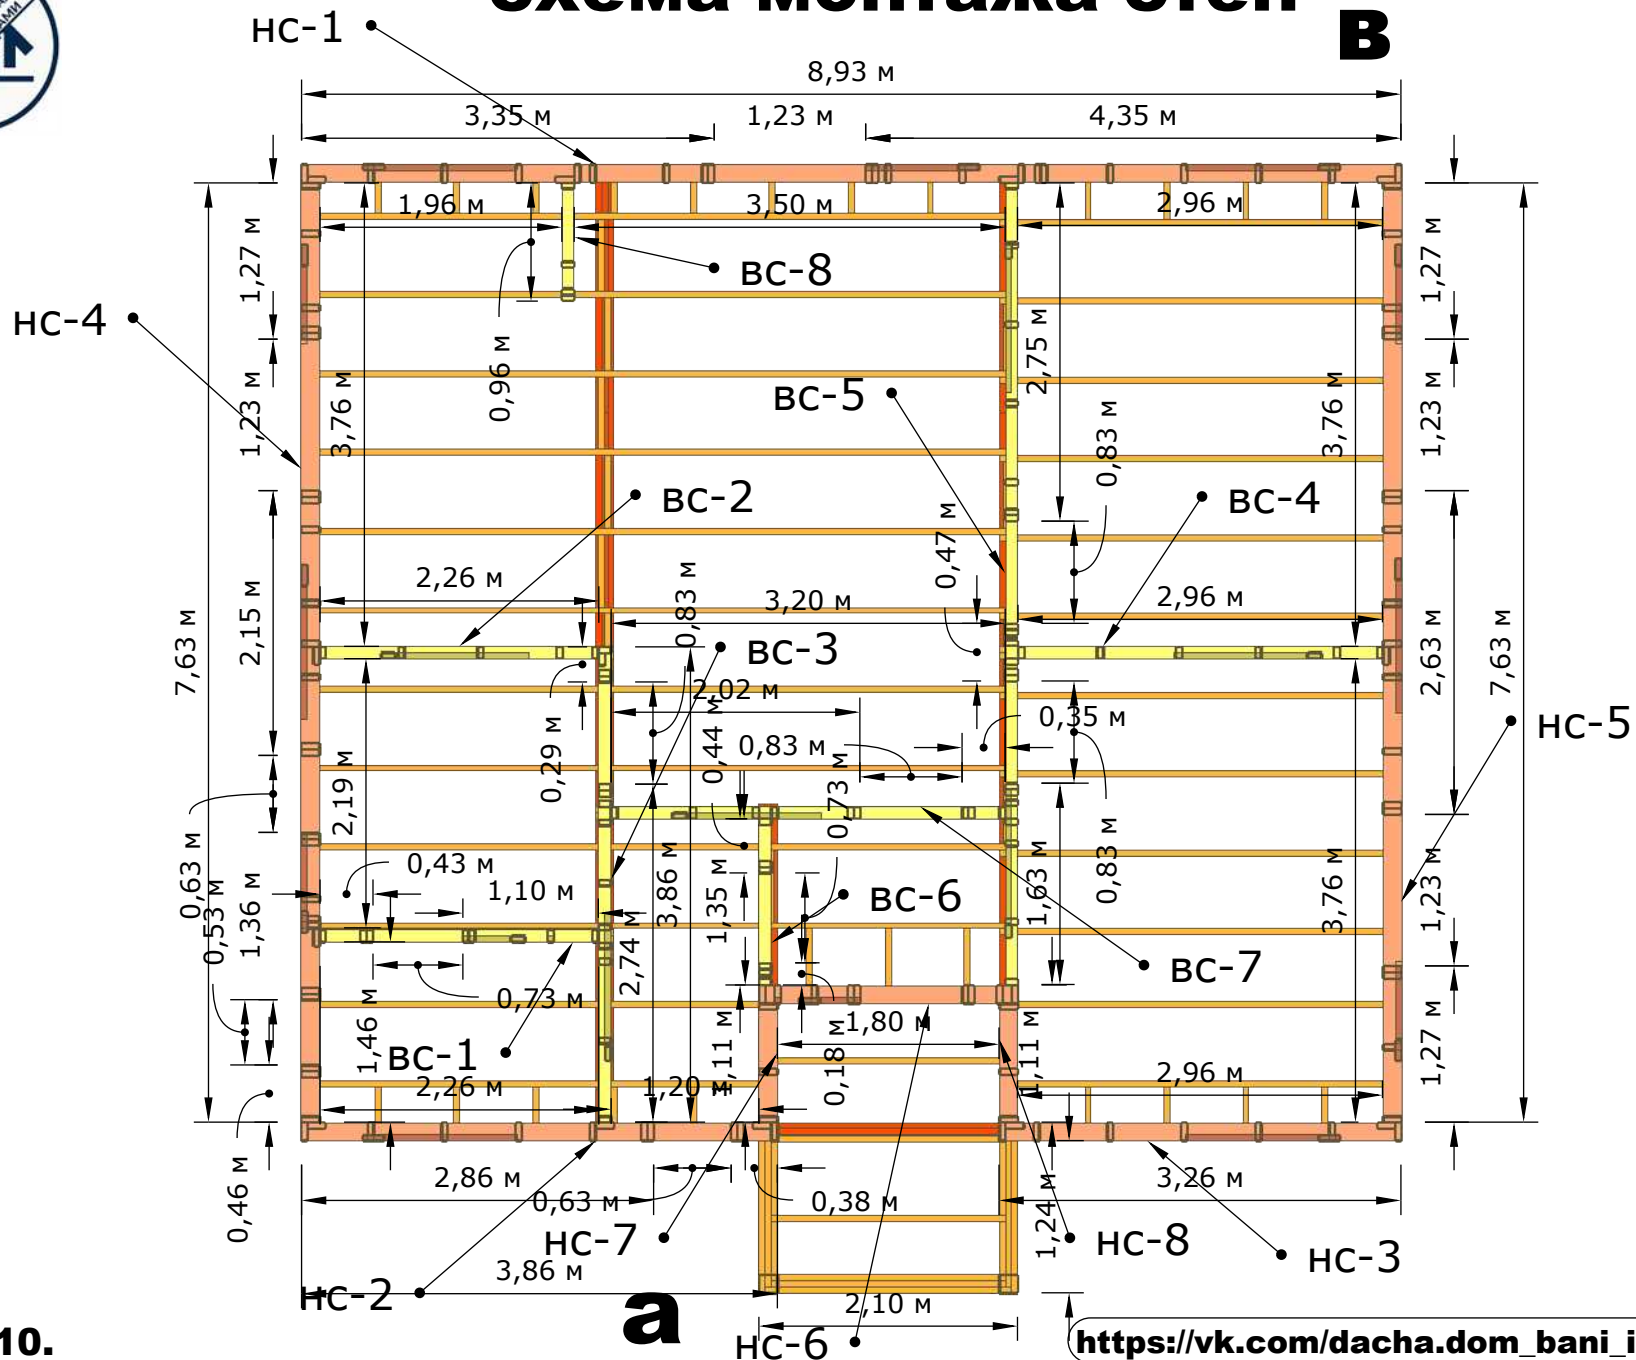 схема монтажа стен
в
нс-1
8,93 м
3,35 м
1,23 м
4,35 м
1,96 м
3,50 м
2,96 м
вс-8
1,27 м
1,27 м
нс-4
0,96 м
2,75 м
1,23 м
3,76 м
вс-5
0,83 м
3,76 м
1,23 м
вс-2
вс-4
0,47 м
2,26 м
3,20 м
0,83 м
2,96 м
7,63 м
2,15 м
вс-3
2,63 м
7,63 м
2,02 м
0,35 м
нс-5
0,44 м
0,83 м
0,29 м
2,19 м
0,73 м
0,63 м
0,43 м
1,10 м
3,86 м
1,35 м
вс-6
1,63 м
0,83 м
3,76 м
1,23 м
0,53 м
1,36 м
2,74 м
вс-7
0,73 м
1,46 м
вс-1
1,80 м
1,11 м
0,18 м
1,11 м
1,27 м
2,26 м
1,20 м
2,96 м
0,46 м
2,86 м
0,63 м
0,38 м
1,24 м
3,26 м
нс-7
нс-8
нс-3
3,86 м
нс-2
а
2,10 м
нс-6
10.
https://vk.com/dacha.dom_bani_i